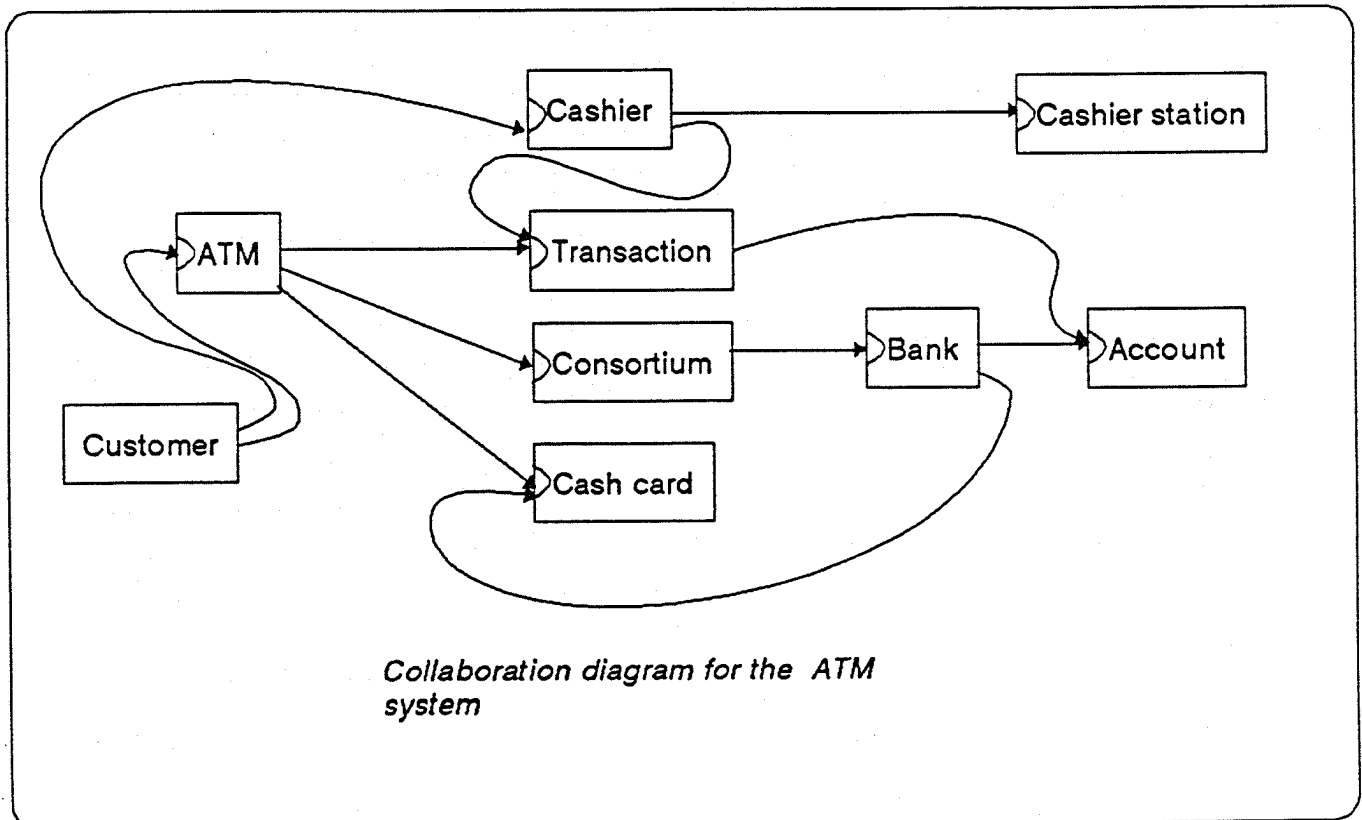 Cashier
Cashier station
ATM
Transaction
Consortium
Bank
Account
Customer
Cash card
Collaboration diagram for the ATM
system